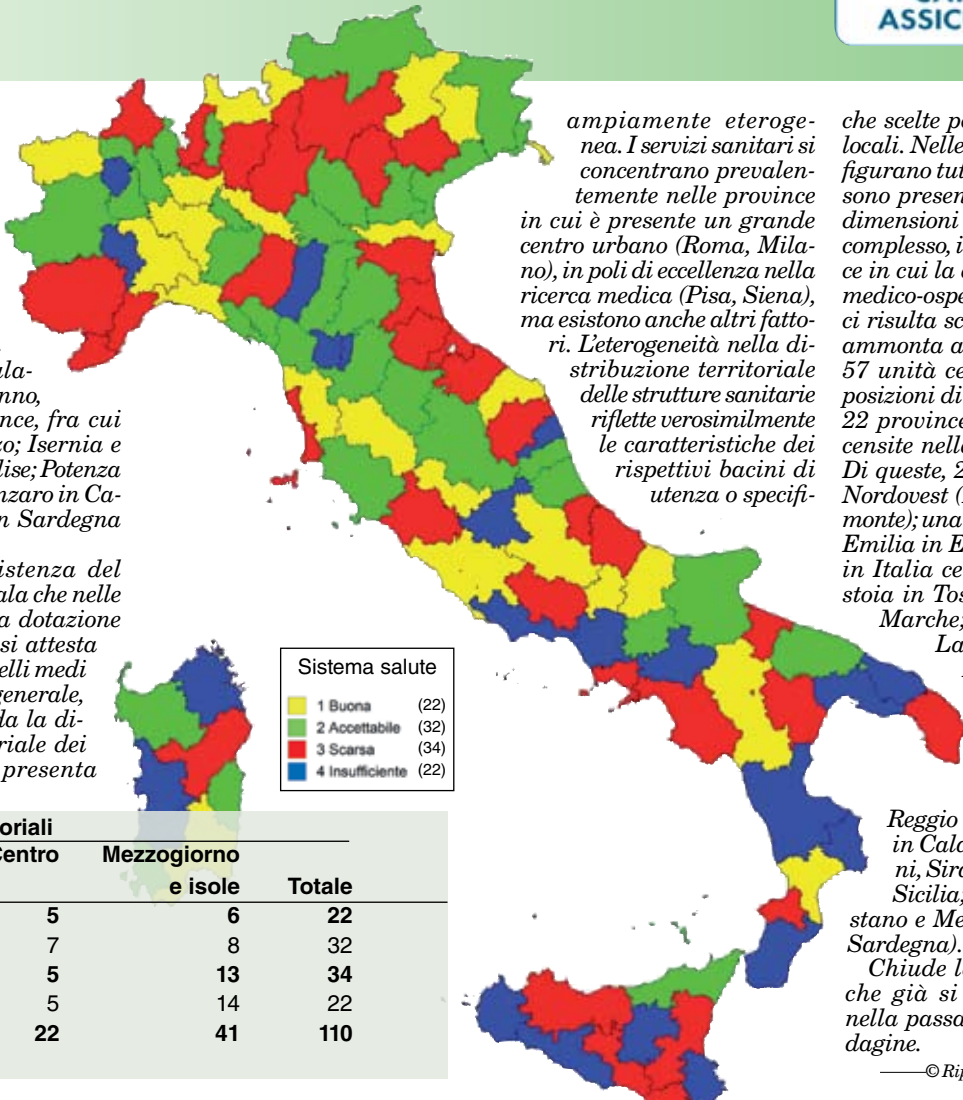 ASSICU
ala-
nno,
nce, fra cui
zo; Isernia e
lise; Potenza
nzaro in Ca-
n Sardegna
istenza del
ala che nelle
a dotazione
si attesta
elli medi
generale,
da la di-
riale dei
presenta
ampiamente eteroge-
nea. I servizi sanitari si
concentrano prevalen-
temente nelle province
in cui è presente un grande
centro urbano (Roma, Mila-
no), in poli di eccellenza nella
ricerca medica (Pisa, Siena),
ma esistono anche altri fatto-
ri. L'eterogeneità nella di-
stribuzione territoriale
delle strutture sanitarie
riflette verosimilmente
le caratteristiche dei
rispettivi bacini di
utenza o specifi-
che scelte po
locali. Nelle
figurano tut
sono presen
dimensioni
complesso, i
ce in cui la
medico-ospe
ci risulta sc
ammonta a
57 unità ce
posizioni di
22 province
censite nelle
Di queste, 2
Nordovest (
monte); una
Emilia in E
in Italia ce
stoia in Tos
Marche;
La
Reggio
in Cala
ni, Sira
Sicilia;
stano e Me
Sardegna).
Chiude l
che già si
nella passa
dagine.
© Rip
Sistema salute
1 Buona (22)
2 Accettabile (32)
3 Scarsa (34)
4 Insufficiente (22)
oriali
Centro Mezzogiorno
e isole Totale
5 6 22
7 8 32
5 13 34
5 14 22
22 41 110